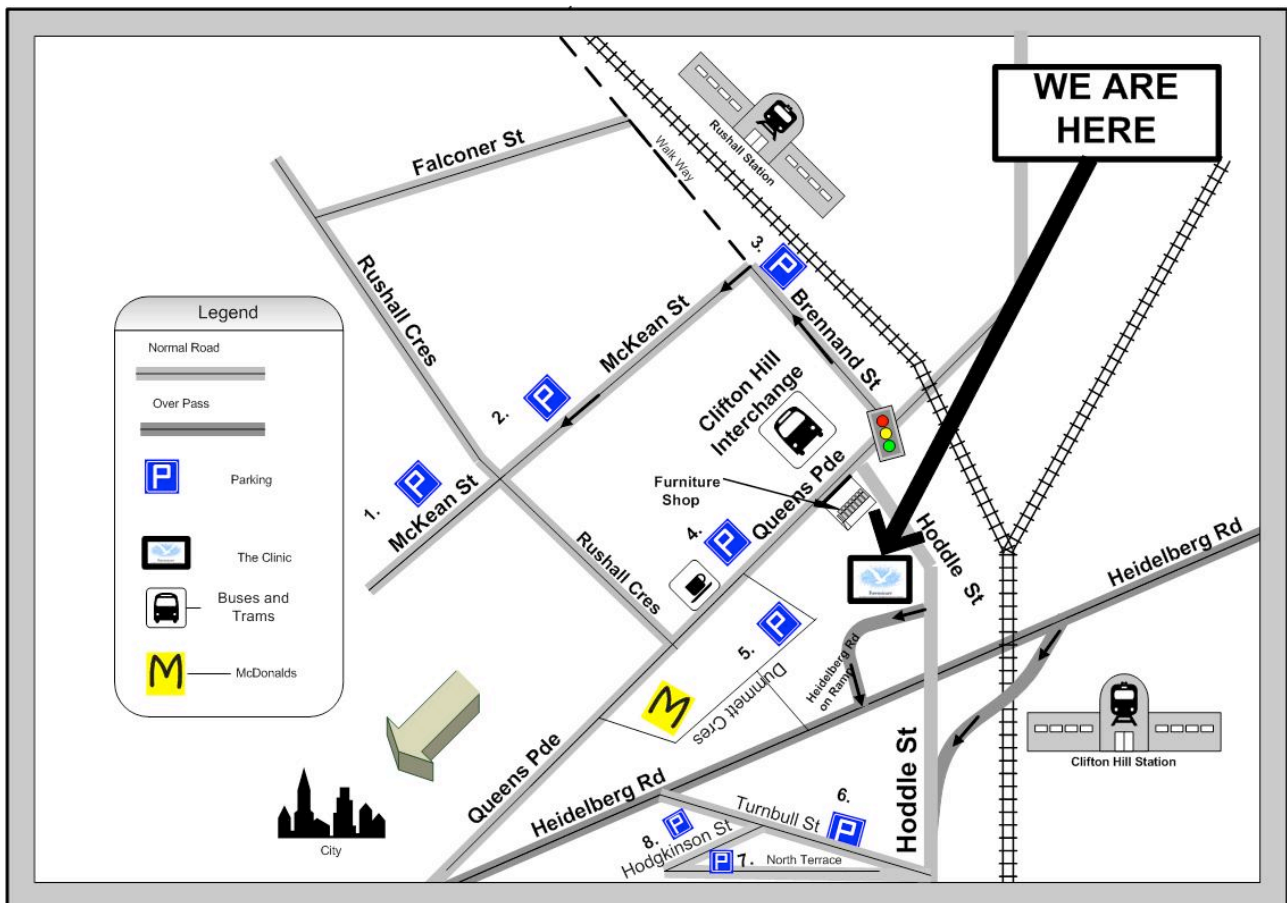 WE ARE
HERE
Rushall Station
Falconer St
Walk Way
3.
Rushall Cres
McKean St
Brennand St
Legend
Normal Road
Over Pass
Parking
The Clinic
Buses and
Trams
McDonalds
2.
Clifton Hill
Interchange
1.
McKean St
Furniture
Shop
4.
Queens Pde
Hoddle St
Heidelberg Rd
Rushall Cres
5.
Heidelberg Rd
on Ramp
Dummett Cres
Queens Pde
Heidelberg Rd
Hoddle St
Clifton Hill Station
City
6.
Turnbull St
8.
Hodgkinson St
7.
North Terrace
P
P
P
P
P
P
P
P
P